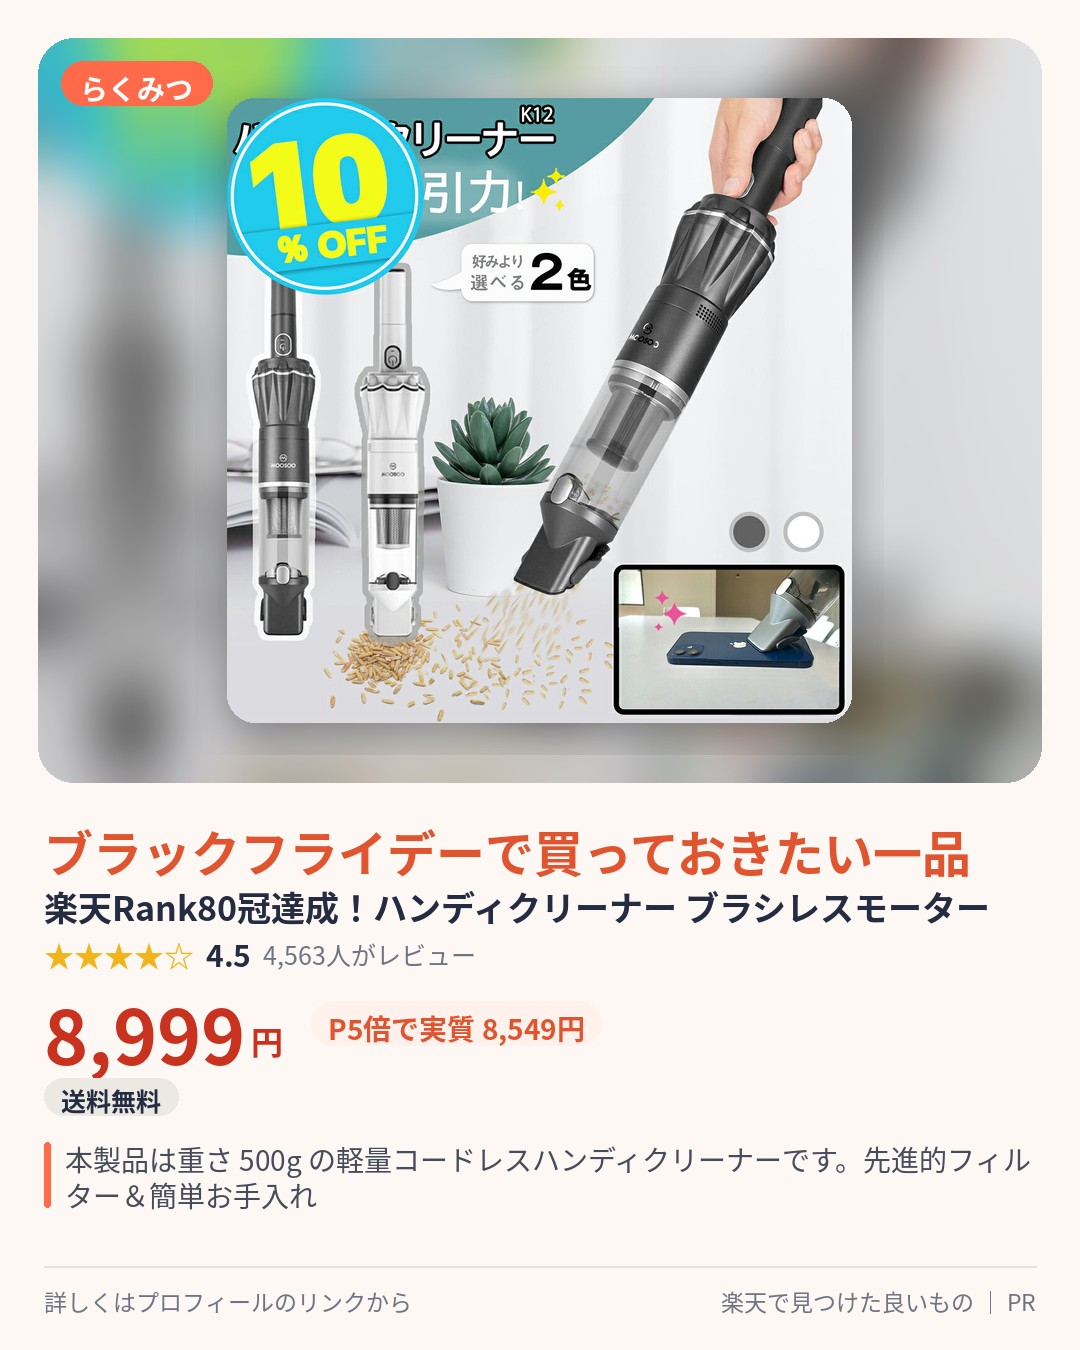 らくみつ
K12
クリーナー
10
% OFF
引力!
好みより
選べる
2色
MOOSOO
MOOSOO
MOOSOO
ブラックフライデーで買っておきたい一品
楽天Rank80冠達成！ハンディクリーナー ブラシレスモーター
★★★★☆ 4.5 4,563人がレビュー
8,999円 P5倍で実質 8,549円
送料無料
本製品は重さ 500g の軽量コードレスハンディクリーナーです。先進的フィル
ター＆簡単お手入れ
詳しくはプロフィールのリンクから
楽天で見つけた良いもの｜PR